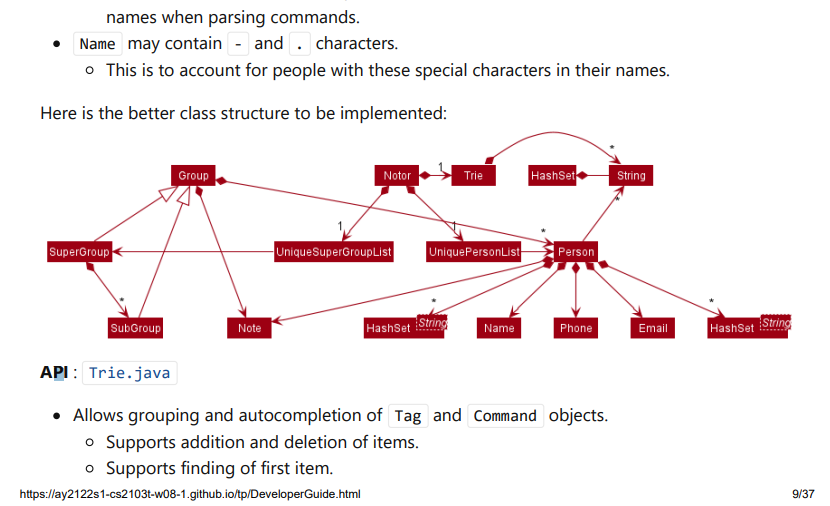 names when parsing commands.
• Name may contain - and . characters.
○ This is to account for people with these special characters in their names.
Here is the better class structure to be implemented:
*
1
Group
Notor
Trie
HashSet
String
*
1
1
*
SuperGroup
UniqueSuperGroupList
UniquePersonList
Person
*
*
*
SubGroup
Note
HashSet
String
Name
Phone
Email
HashSet
String
API : Trie.java
• Allows grouping and autocompletion of Tag and Command objects.
○ Supports addition and deletion of items.
○ Supports finding of first item.
https://ay2122s1-cs2103t-w08-1.github.io/tp/DeveloperGuide.html 9/37